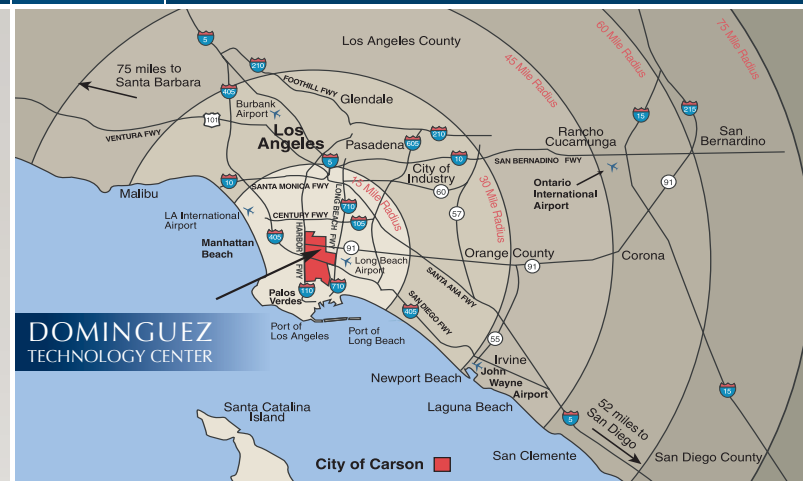 5
Los Angeles County
60 Mile Radius
75 Mile Radius
45 Mile Radius
75 miles to
Santa Barbara
210
FOOTHILL FWY
405
Glendale
Burbank
Airport
101
VENTURA FWY
Los
Angeles
Pasadena
605
210
15
215
Rancho
Cucamunga
San
Bernardino
5
10
SAN BERNADINO FWY
City of
Industry
Ontario
International
Airport
91
Malibu
10
SANTA MONICA FWY
15 Mile Radius
60
30 Mile Radius
57
LA International
Airport
CENTURY FWY
LONG BEACH FWY
710
105
HARBOR FWY
405
Manhattan
Beach
91
Long Beach
Airport
Orange County
91
Corona
Palos
Verdes
110
710
SANTA ANA FWY
SAN DIEGO FWY
405
DOMINGUEZ
TECHNOLOGY CENTER
Port of
Los Angeles
Port of
Long Beach
55
Irvine
John
Wayne
Airport
Newport Beach
Laguna Beach
15
52 miles to
San Diego
5
Santa Catalina
Island
San Clemente
San Diego County
City of Carson